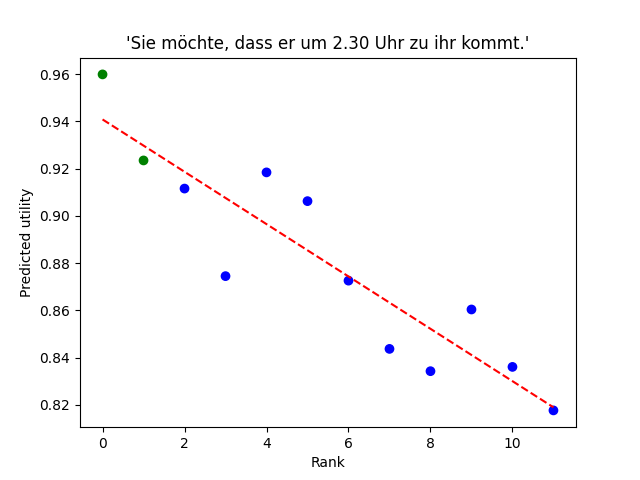 'Sie möchte, dass er um 2.30 Uhr zu ihr kommt.'
Predicted utility
0.96
0.94
0.92
0.90
0.88
0.86
0.84
0.82
0 2 4 6 8 10
Rank